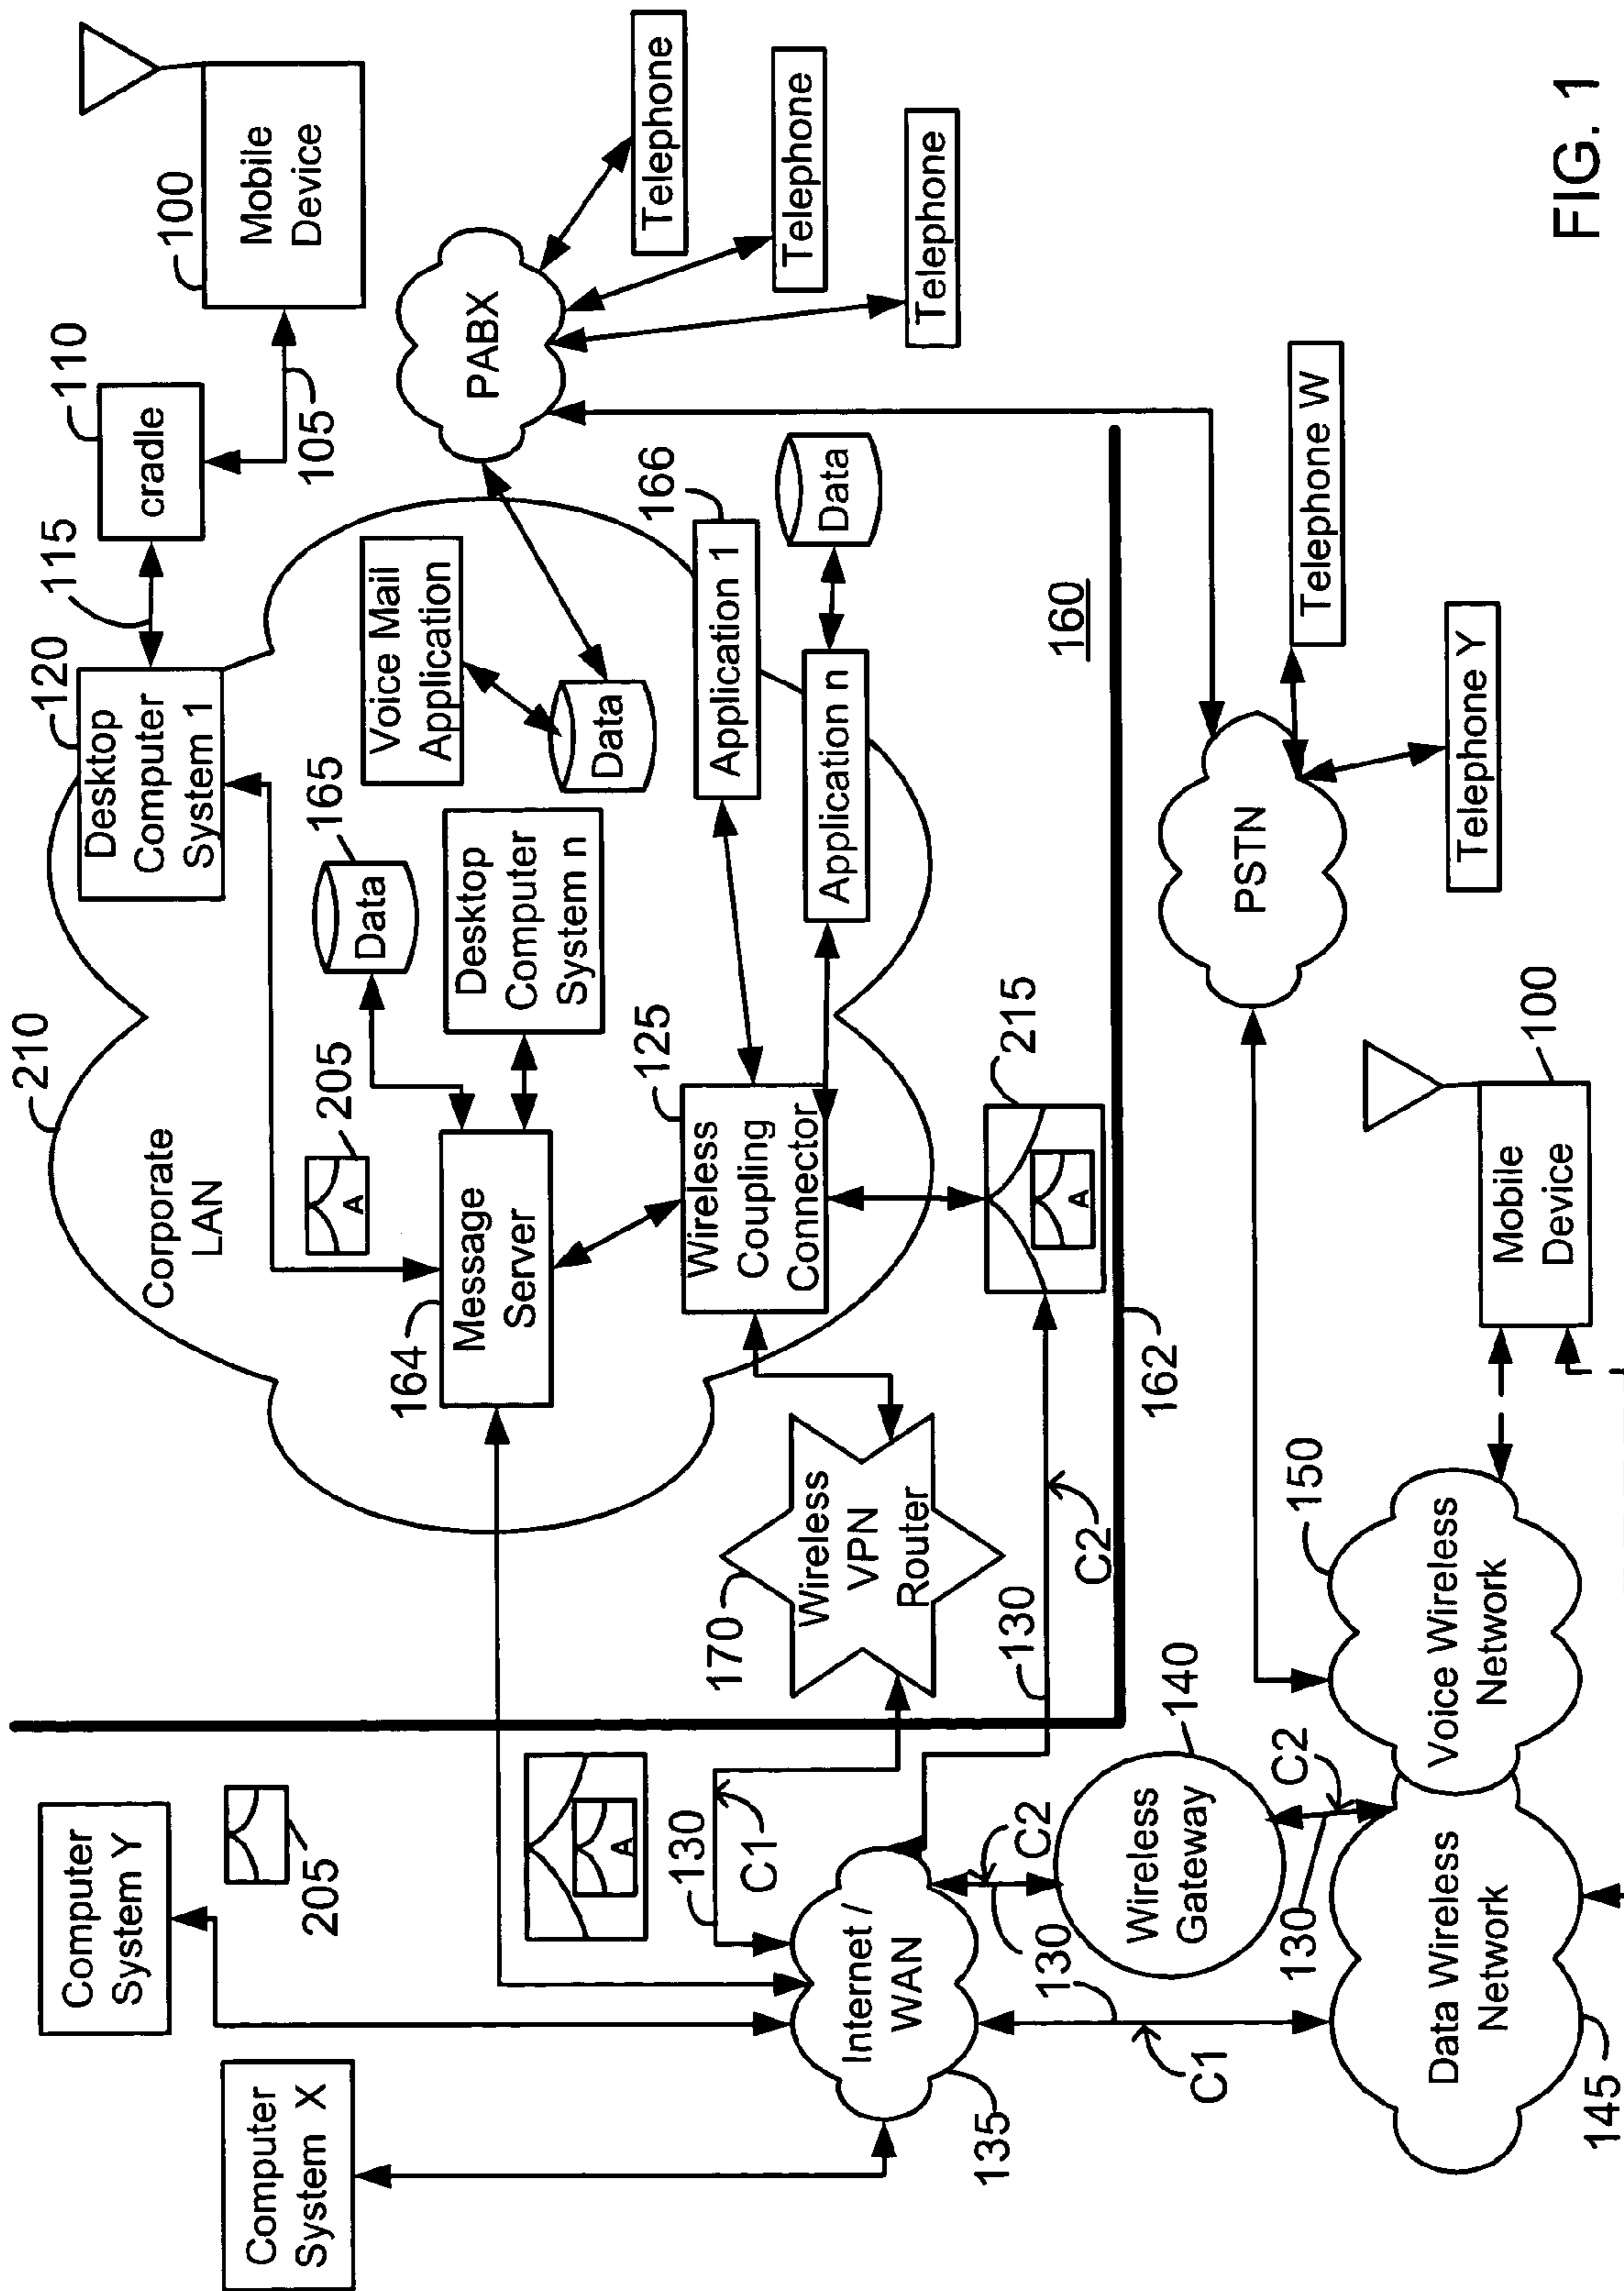 210
Corporate
LAN
120
Desktop
Computer
System 1
115
110
cradle
105
100
Mobile
Device
Computer
System Y
205
Computer
System X
205
A
165
Data
Desktop
Computer
System n
Voice Mail
Application
Data
PABX
Telephone
Telephone
Telephone
164
Message
Server
125
Wireless
Coupling
Connector
Application 1
166
Application n
Data
A
130
C1
170
Wireless
VPN
Router
Internet /
WAN
135
130
C2
215
A
160
162
C2
130
140
Wireless
Gateway
130
C1
C2
130
Data Wireless
Network
145
Voice Wireless
Network
150
Mobile
Device
100
PSTN
Telephone W
Telephone Y
FIG. 1